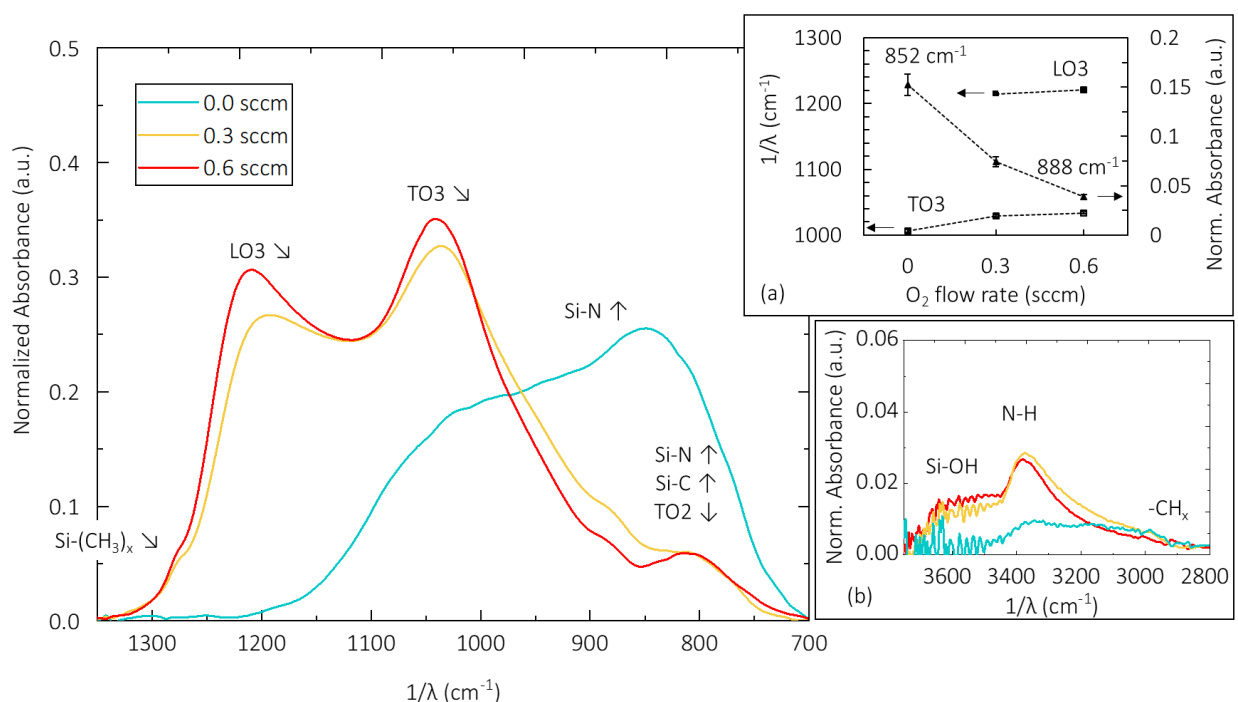 0.5
0.4
0.3
0.2
0.1
0.0
Normalized Absorbance (a.u.)
0.0 sccm
0.3 sccm
0.6 sccm
LO3 ↘
TO3 ↘
Si-N ↑
Si-N ↑
Si-C ↑
TO2 ↓
Si-(CH₃)ₓ ↘
1300 1200 1100 1000 900 800 700
1/λ (cm⁻¹)
1300
1200
1100
1000
1/λ (cm⁻¹)
852 cm⁻¹
LO3
888 cm⁻¹
TO3
0.2
0.15
0.1
0.05
0
Norm. Absorbance (a.u.)
0 0.3 0.6
(a)
O₂ flow rate (sccm)
0.06
0.04
0.02
0.00
Norm. Absorbance (a.u.)
N-H
Si-OH
-CHₓ
3600 3400 3200 3000 2800
(b)
1/λ (cm⁻¹)